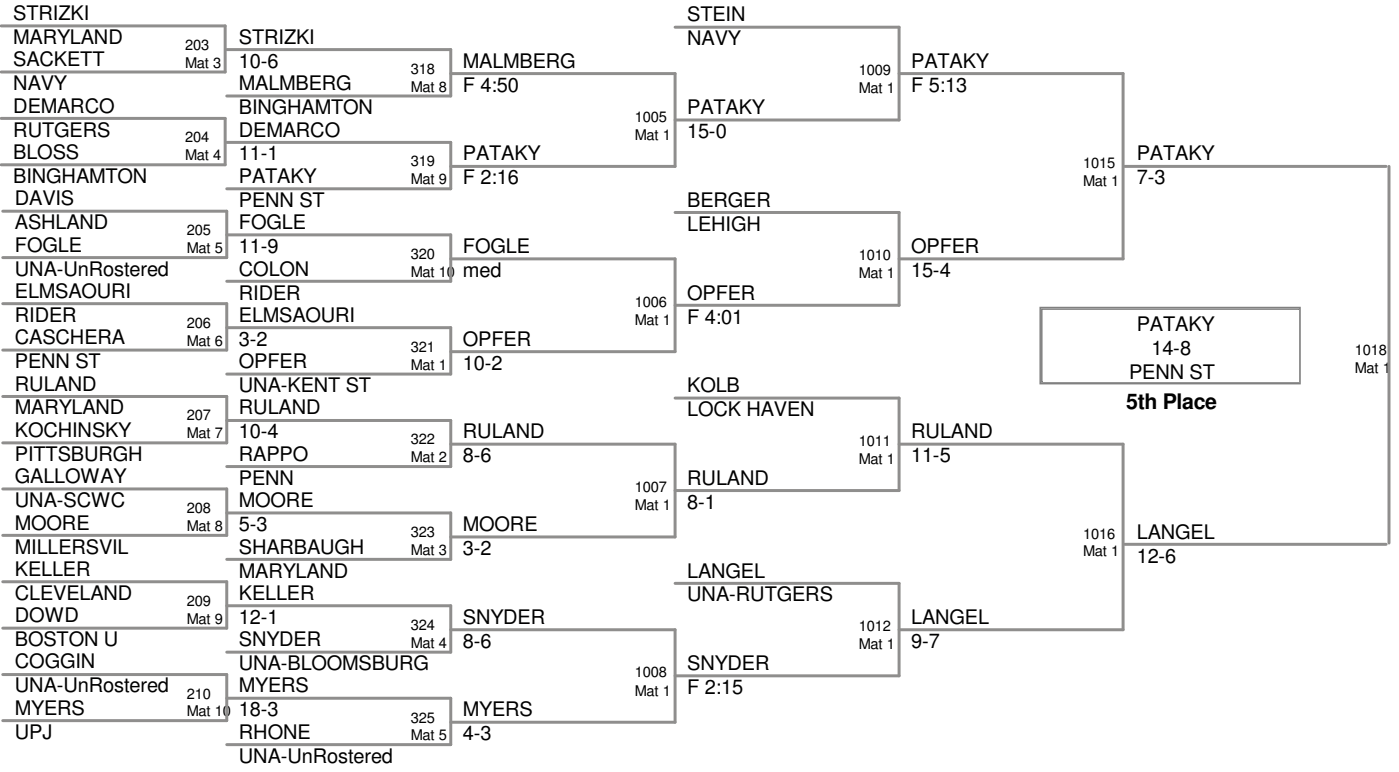 STRIZKI
MARYLAND
203
Mat 3
SACKETT
NAVY
DEMARCO
RUTGERS
204
Mat 4
BLOSS
BINGHAMTON
DAVIS
ASHLAND
205
Mat 5
FOGLE
UNA-UnRostered
ELMSAOURI
RIDER
206
Mat 6
CASCHERA
PENN ST
RULAND
MARYLAND
207
Mat 7
KOCHINSKY
PITTSBURGH
GALLOWAY
UNA-SCWC
208
Mat 8
MOORE
MILLERSVIL
KELLER
CLEVELAND
209
Mat 9
DOWD
BOSTON U
COGGIN
UNA-UnRostered
210
Mat 10
MYERS
UPJ
STRIZKI
10-6
318
Mat 8
MALMBERG
BINGHAMTON
DEMARCO
11-1
319
Mat 9
PATAKY
PENN ST
FOGLE
11-9
320
Mat 10
COLON
RIDER
ELMSAOURI
3-2
321
Mat 1
OPFER
UNA-KENT ST
RULAND
10-4
322
Mat 2
RAPPO
PENN
MOORE
5-3
323
Mat 3
SHARBAUGH
MARYLAND
KELLER
12-1
324
Mat 4
SNYDER
UNA-BLOOMSBURG
MYERS
18-3
325
Mat 5
RHONE
UNA-UnRostered
MALMBERG
F 4:50
1005
Mat 1
PATAKY
F 2:16
FOGLE
med
1006
Mat 1
OPFER
10-2
RULAND
8-6
1007
Mat 1
MOORE
3-2
SNYDER
8-6
1008
Mat 1
MYERS
4-3
STEIN
NAVY
1009
Mat 1
PATAKY
15-0
BERGER
LEHIGH
1010
Mat 1
OPFER
F 4:01
KOLB
LOCK HAVEN
1011
Mat 1
RULAND
8-1
LANGEL
UNA-RUTGERS
1012
Mat 1
SNYDER
F 2:15
PATAKY
F 5:13
1015
Mat 1
OPFER
15-4
RULAND
11-5
1016
Mat 1
LANGEL
9-7
PATAKY
7-3
1018
Mat 1
LANGEL
12-6
PATAKY
14-8
PENN ST
5th Place